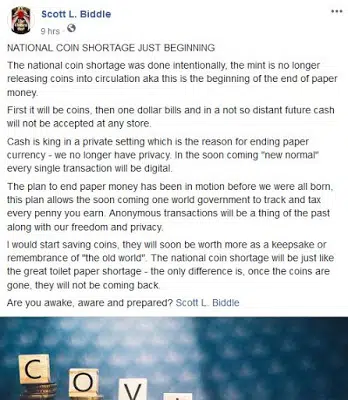 Scott L. Biddle
9 hrs ·
NATIONAL COIN SHORTAGE JUST BEGINNING
The national coin shortage was done intentionally, the mint is no longer
releasing coins into circulation aka this is the beginning of the end of paper
money.
First it will be coins, then one dollar bills and in a not so distant future cash
will not be accepted at any store.
Cash is king in a private setting which is the reason for ending paper
currency - we no longer have privacy. In the soon coming "new normal"
every single transaction will be digital.
The plan to end paper money has been in motion before we were all born,
this plan allows the soon coming one world government to track and tax
every penny you earn. Anonymous transactions will be a thing of the past
along with our freedom and privacy.
I would start saving coins, they will soon be worth more as a keepsake or
remembrance of "the old world". The national coin shortage will be just like
the great toilet paper shortage - the only difference is, once the coins are
gone, they will not be coming back.
Are you awake, aware and prepared? Scott L. Biddle
C O V